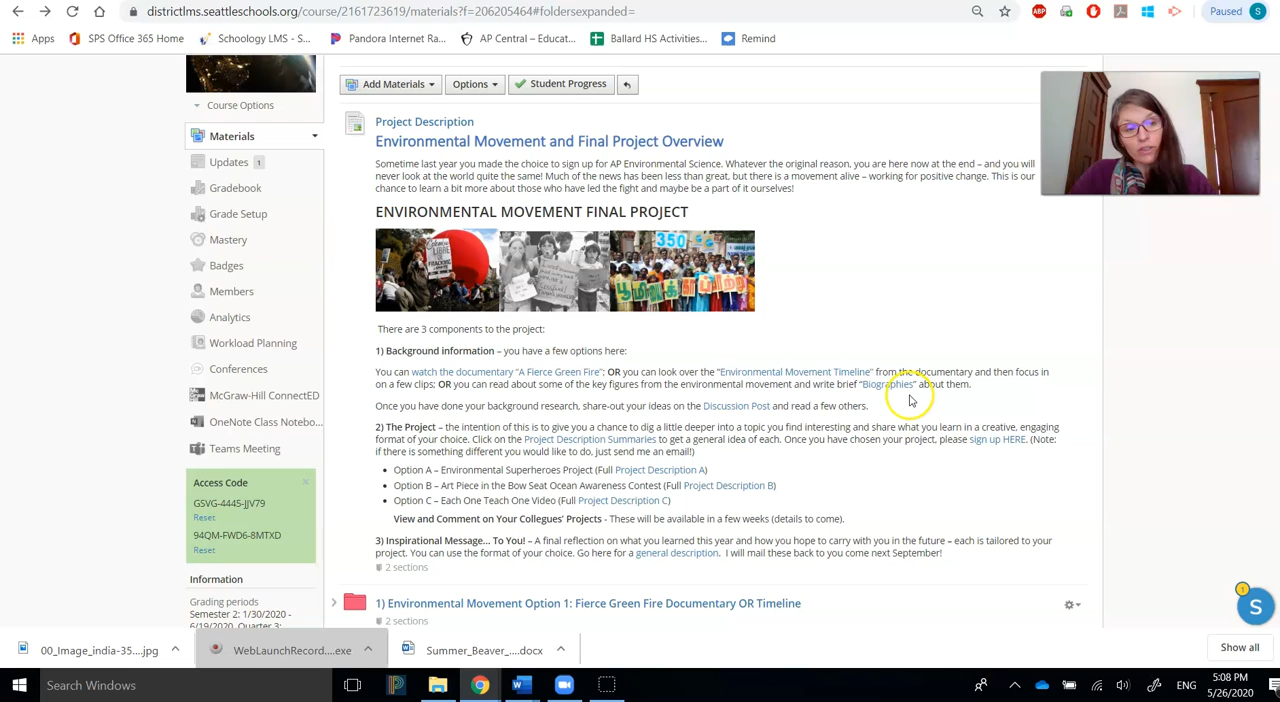 districtlms.seattleschools.org/course/2161723619/materials?f=206205464#foldersexpanded=
ABP
Paused
S
Apps
SPS Office 365 Home
Schoology LMS - S...
Pandora Internet Ra...
AP Central – Educat...
Ballard HS Activities...
Remind
Add Materials
Options
Student Progress
Course Options
Materials
Updates 1
Gradebook
Grade Setup
Mastery
Badges
Members
Analytics
Workload Planning
Conferences
McGraw-Hill ConnectED
OneNote Class Notebo...
Teams Meeting
Access Code
GSVG-4445-JJV79
Reset
94QM-FWD6-8MTXD
Reset
Information
Grading periods
Semester 2: 1/30/2020 -
6/19/2020, Quarter 3:
Project Description
Environmental Movement and Final Project Overview
Sometime last year you made the choice to sign up for AP Environmental Science. Whatever the original reason, you are here now at the end – and you will
never look at the world quite the same! Much of the news has been less than great, but there is a movement alive – working for positive change. This is our
chance to learn a bit more about those who have led the fight and maybe be a part of it ourselves!
ENVIRONMENTAL MOVEMENT FINAL PROJECT
350
There are 3 components to the project:
1) Background information – you have a few options here:
You can watch the documentary "A Fierce Green Fire"; OR you can look over the "Environmental Movement Timeline" from the documentary and then focus in
on a few clips; OR you can read about some of the key figures from the environmental movement and write brief "Biographies" about them.
Once you have done your background research, share-out your ideas on the Discussion Post and read a few others.
2) The Project – the intention of this is to give you a chance to dig a little deeper into a topic you find interesting and share what you learn in a creative, engaging
format of your choice. Click on the Project Description Summaries to get a general idea of each. Once you have chosen your project, please sign up HERE. (Note:
if there is something different you would like to do, just send me an email!)
• Option A – Environmental Superheroes Project (Full Project Description A)
• Option B – Art Piece in the Bow Seat Ocean Awareness Contest (Full Project Description B)
• Option C – Each One Teach One Video (Full Project Description C)
View and Comment on Your Collegues' Projects - These will be available in a few weeks (details to come).
3) Inspirational Message... To You! – A final reflection on what you learned this year and how you hope to carry with you in the future – each is tailored to your
project. You can use the format of your choice. Go here for a general description. I will mail these back to you come next September!
2 sections
1) Environmental Movement Option 1: Fierce Green Fire Documentary OR Timeline
2 sections
1
S
00_Image_india-35....jpg
WebLaunchRecord....exe
Summer_Beaver_....docx
Show all
Search Windows
ENG
5:08 PM
5/26/2020